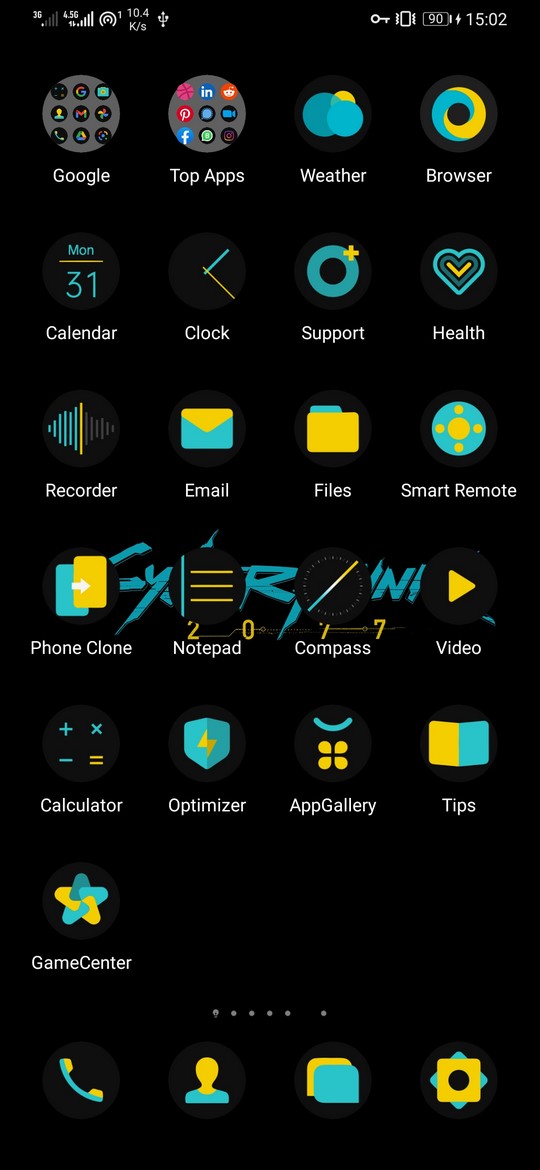 3G 4.5G 1 10.4 K/s 90 15:02
Google Top Apps Weather Browser
Mon
31
Calendar Clock Support Health
Recorder Email Files Smart Remote
CYBERPUNK
2 0 7 7
Phone Clone Notepad Compass Video
Calculator Optimizer AppGallery Tips
GameCenter